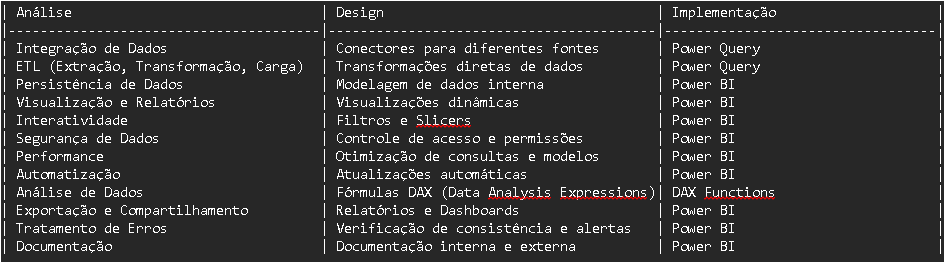 | Análise | Design | Implementação |
|----------------------------------|-----------------------------------|------------------------------|
| Integração de Dados | Conectores para diferentes fontes | Power Query
| ETL (Extração, Transformação, Carga) | Transformações diretas de dados | Power Query
| Persistência de Dados | Modelagem de dados interna | Power BI |
| Visualização e Relatórios | Visualizações dinâmicas | Power BI |
| Interatividade | Filtros e Slicers | Power BI |
| Segurança de Dados | Controle de acesso e permissões | Power BI |
| Performance | Otimização de consultas e modelos | Power BI |
| Automatização | Atualizações automáticas | Power BI |
| Análise de Dados | Fórmulas DAX (Data Analysis Expressions)| DAX Functions |
| Exportação e Compartilhamento | Relatórios e Dashboards | Power BI |
| Tratamento de Erros | Verificação de consistência e alertas | Power BI |
| Documentação | Documentação interna e externa | Power BI |